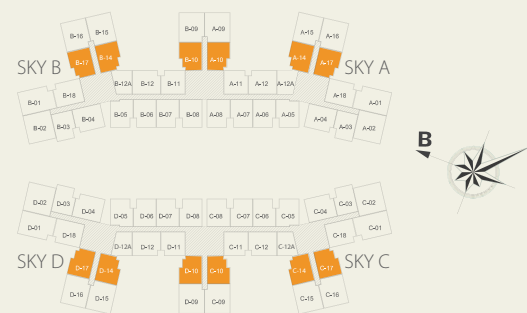 B-16 B-15 B-09 A-09 A-15 A-16
SKY B B-17 B-14 B-10 A-10 A-14 A-17 SKY A
B-01 B-18 B-12A B-12 B-11 A-11 A-12 A-12A A-18 A-01
B-02 B-03 B-04 B-05 B-06 B-07 B-08 A-08 A-07 A-06 A-05 A-04 A-03 A-02
B
D-02 D-03 D-04 D-05 D-06 D-07 D-08 C-08 C-07 C-06 C-05 C-04 C-03 C-02
D-01 D-18 D-12A D-12 D-11 C-11 C-12 C-12A C-18 C-01
SKY D D-17 D-14 D-10 C-10 C-14 C-17 SKY C
D-16 D-15 D-09 C-09 C-15 C-16